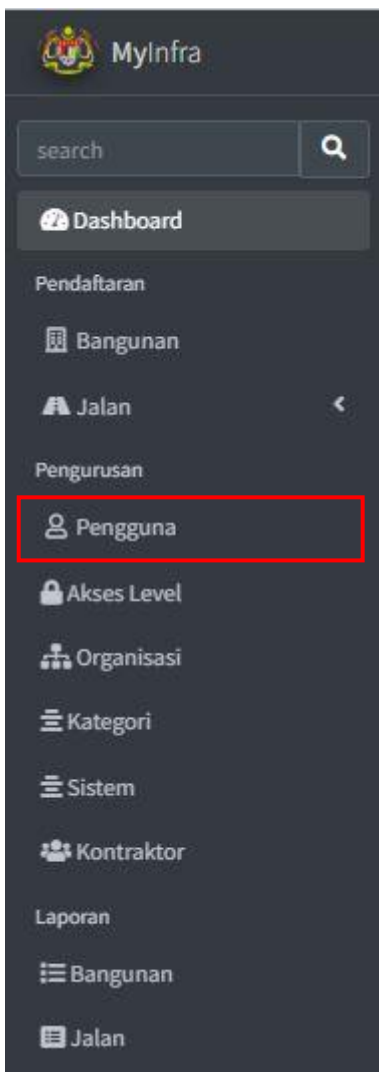 MyInfra
search
Dashboard
Pendaftaran
Bangunan
Jalan
Pengurusan
Pengguna
Akses Level
Organisasi
Kategori
Sistem
Kontraktor
Laporan
Bangunan
Jalan